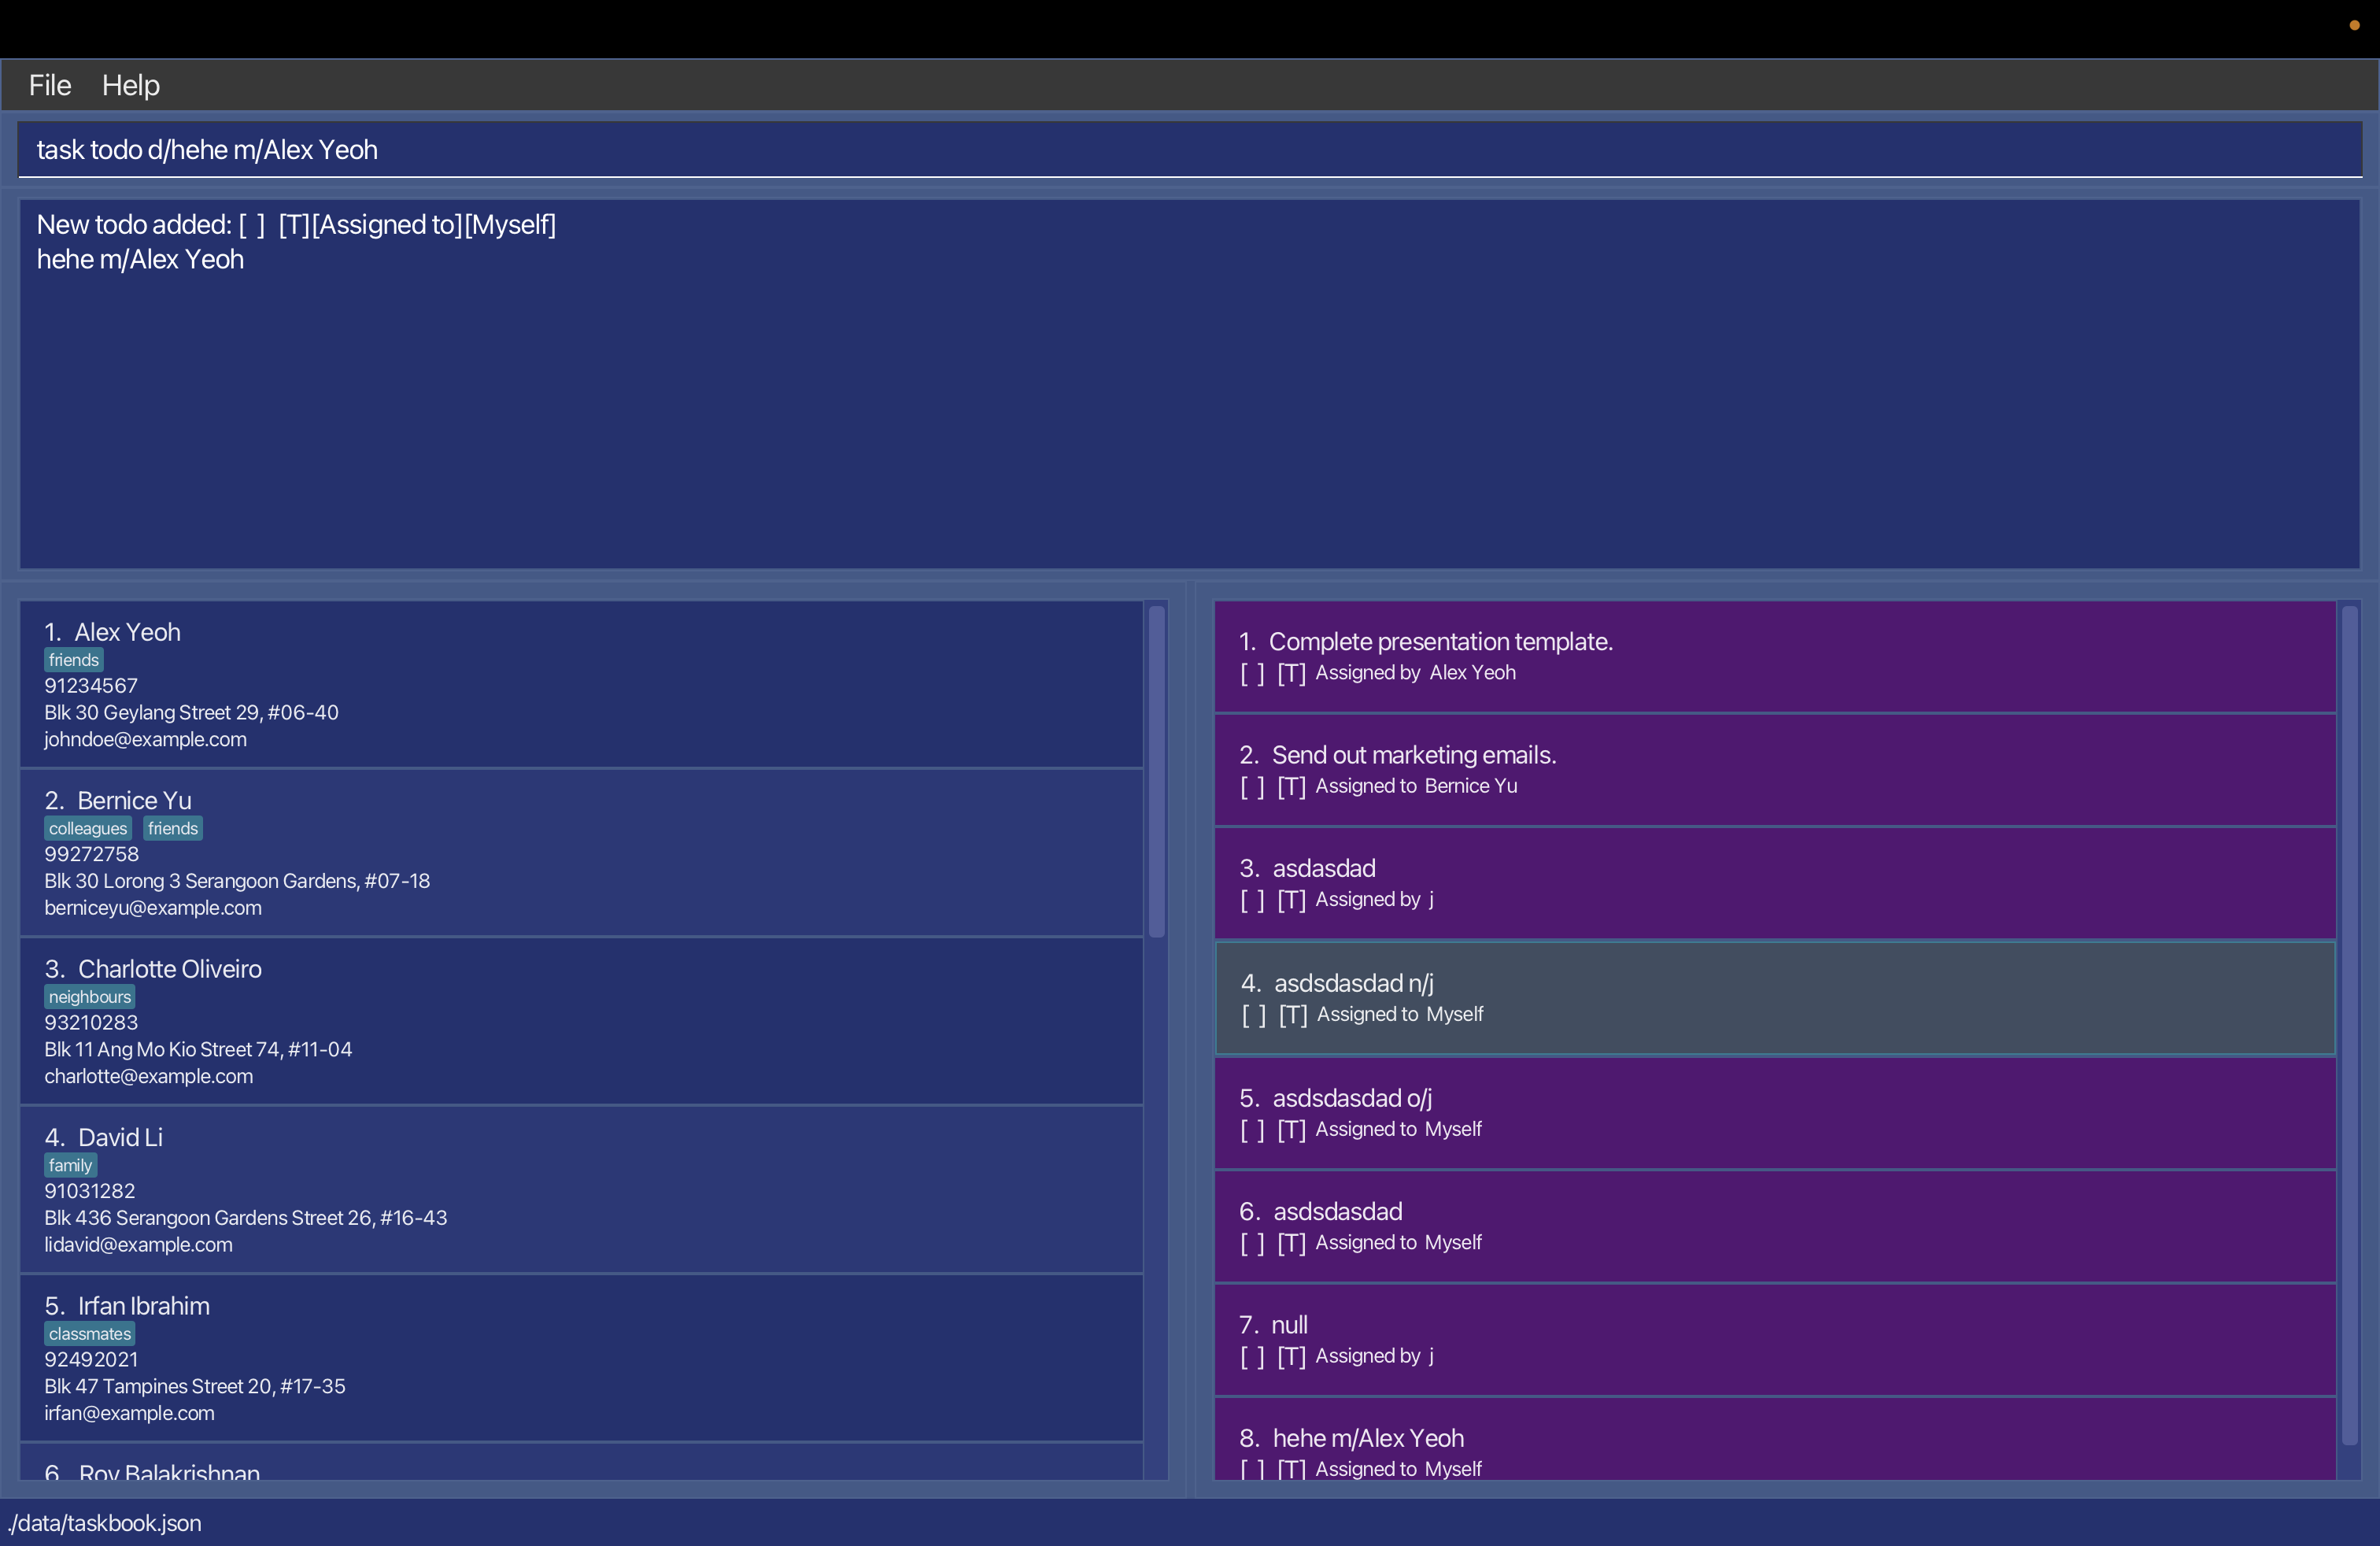 File Help
task todo d/hehe m/Alex Yeoh
New todo added: [ ] [T][Assigned to][Myself]
hehe m/Alex Yeoh
1. Alex Yeoh
friends
91234567
Blk 30 Geylang Street 29, #06-40
johndoe@example.com
2. Bernice Yu
colleagues friends
99272758
Blk 30 Lorong 3 Serangoon Gardens, #07-18
berniceyu@example.com
3. Charlotte Oliveiro
neighbours
93210283
Blk 11 Ang Mo Kio Street 74, #11-04
charlotte@example.com
4. David Li
family
91031282
Blk 436 Serangoon Gardens Street 26, #16-43
lidavid@example.com
5. Irfan Ibrahim
classmates
92492021
Blk 47 Tampines Street 20, #17-35
irfan@example.com
6. Roy Balakrishnan
1. Complete presentation template.
[ ] [T] Assigned by Alex Yeoh
2. Send out marketing emails.
[ ] [T] Assigned to Bernice Yu
3. asdasdad
[ ] [T] Assigned by j
4. asdsdasdad n/j
[ ] [T] Assigned to Myself
5. asdsdasdad o/j
[ ] [T] Assigned to Myself
6. asdsdasdad
[ ] [T] Assigned to Myself
7. null
[ ] [T] Assigned by j
8. hehe m/Alex Yeoh
[ ] [T] Assigned to Myself
./data/taskbook.json